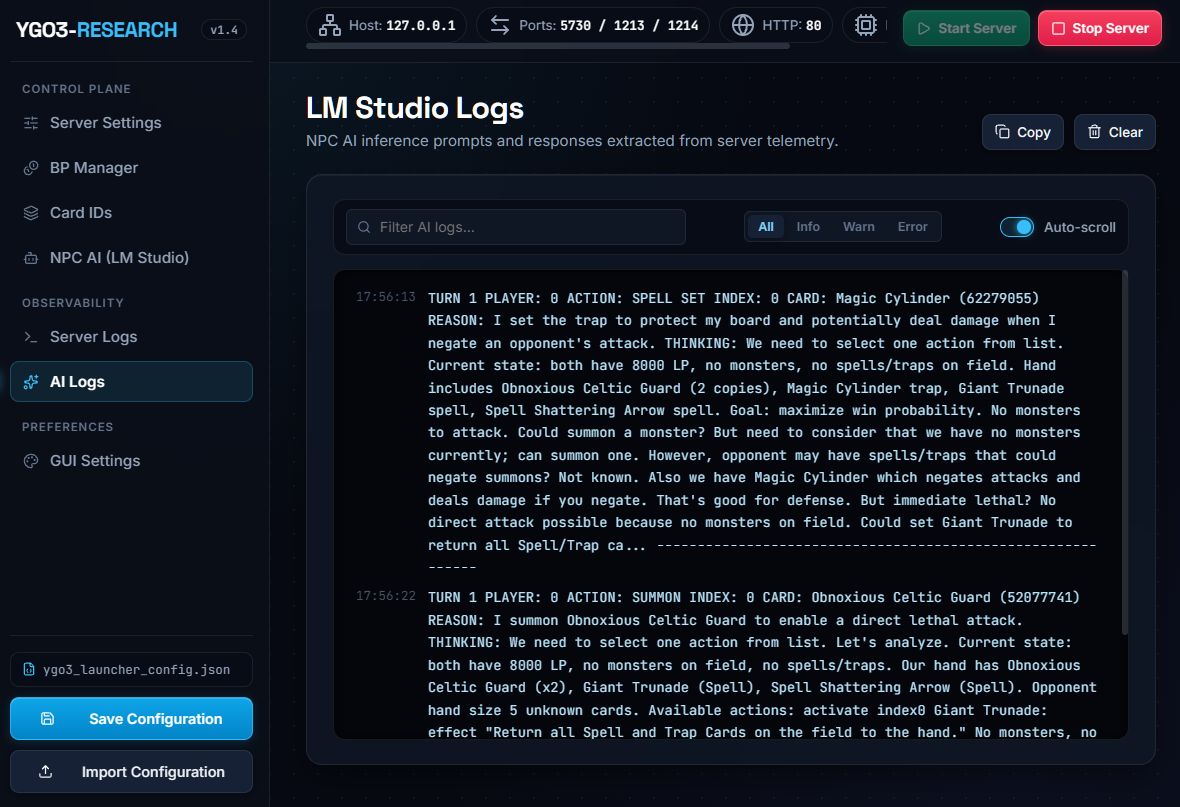 YGO3-RESEARCH
v1.4
Host: 127.0.0.1
Ports: 5730 / 1213 / 1214
HTTP: 80
Start Server
Stop Server
CONTROL PLANE
Server Settings
BP Manager
Card IDs
NPC AI (LM Studio)
OBSERVABILITY
Server Logs
AI Logs
PREFERENCES
GUI Settings
ygo3_launcher_config.json
Save Configuration
Import Configuration
LM Studio Logs
NPC AI inference prompts and responses extracted from server telemetry.
Copy
Clear
Filter AI logs...
All Info Warn Error
Auto-scroll
17:56:13 TURN 1 PLAYER: 0 ACTION: SPELL SET INDEX: 0 CARD: Magic Cylinder (62279055)
REASON: I set the trap to protect my board and potentially deal damage when I
negate an opponent's attack. THINKING: We need to select one action from list.
Current state: both have 8000 LP, no monsters, no spells/traps on field. Hand
includes Obnoxious Celtic Guard (2 copies), Magic Cylinder trap, Giant Trunade
spell, Spell Shattering Arrow spell. Goal: maximize win probability. No monsters
to attack. Could summon a monster? But need to consider that we have no monsters
currently; can summon one. However, opponent may have spells/traps that could
negate summons? Not known. Also we have Magic Cylinder which negates attacks and
deals damage if you negate. That's good for defense. But immediate lethal? No
direct attack possible because no monsters on field. Could set Giant Trunade to
return all Spell/Trap ca... ------------------------------------------------------
------
17:56:22 TURN 1 PLAYER: 0 ACTION: SUMMON INDEX: 0 CARD: Obnoxious Celtic Guard (52077741)
REASON: I summon Obnoxious Celtic Guard to enable a direct lethal attack.
THINKING: We need to select one action from list. Let's analyze. Current state:
both have 8000 LP, no monsters on field, no spells/traps. Our hand has Obnoxious
Celtic Guard (x2), Giant Trunade (Spell), Spell Shattering Arrow (Spell). Opponent
hand size 5 unknown cards. Available actions: activate index0 Giant Trunade:
effect "Return all Spell and Trap Cards on the field to the hand." No monsters, no